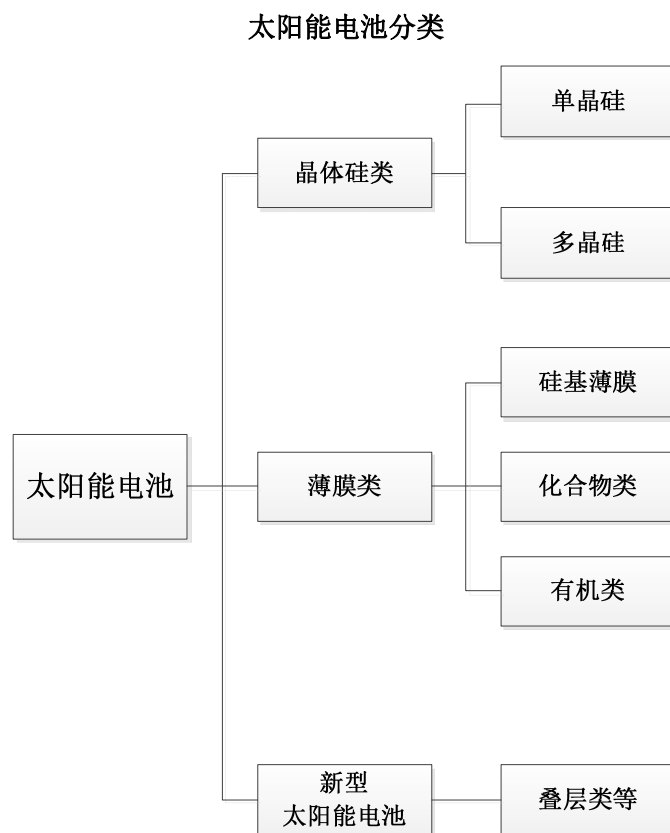 太阳能电池分类
单晶硅
晶体硅类
多晶硅
硅基薄膜
太阳能电池
薄膜类
化合物类
有机类
新型
太阳能电池
叠层类等